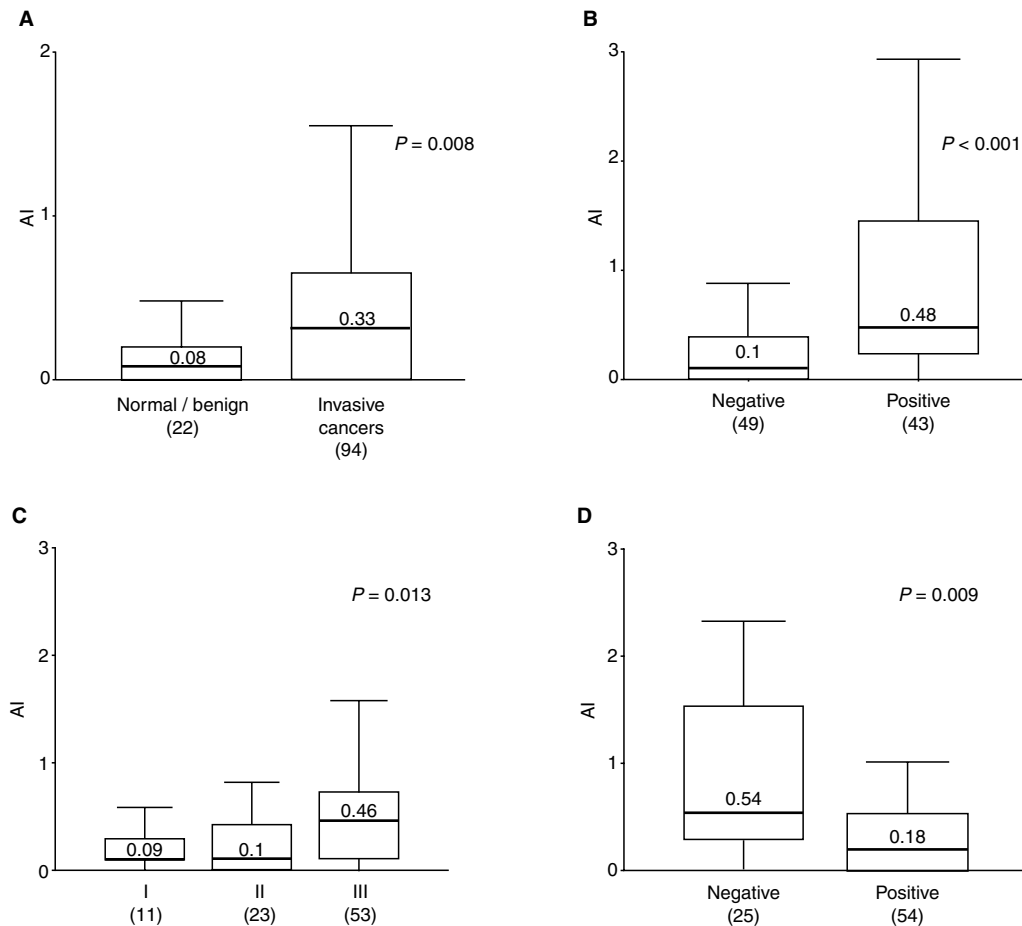 A
2
P = 0.008
AI
1
0.33
0.08
0
Normal / benign
(22)
Invasive
cancers
(94)
B
3
P < 0.001
2
AI
1
0.48
0.1
0
Negative
(49)
Positive
(43)
C
3
P = 0.013
2
AI
1
0.46
0.09
0.1
0
I
(11)
II
(23)
III
(53)
D
3
P = 0.009
2
AI
1
0.54
0.18
0
Negative
(25)
Positive
(54)